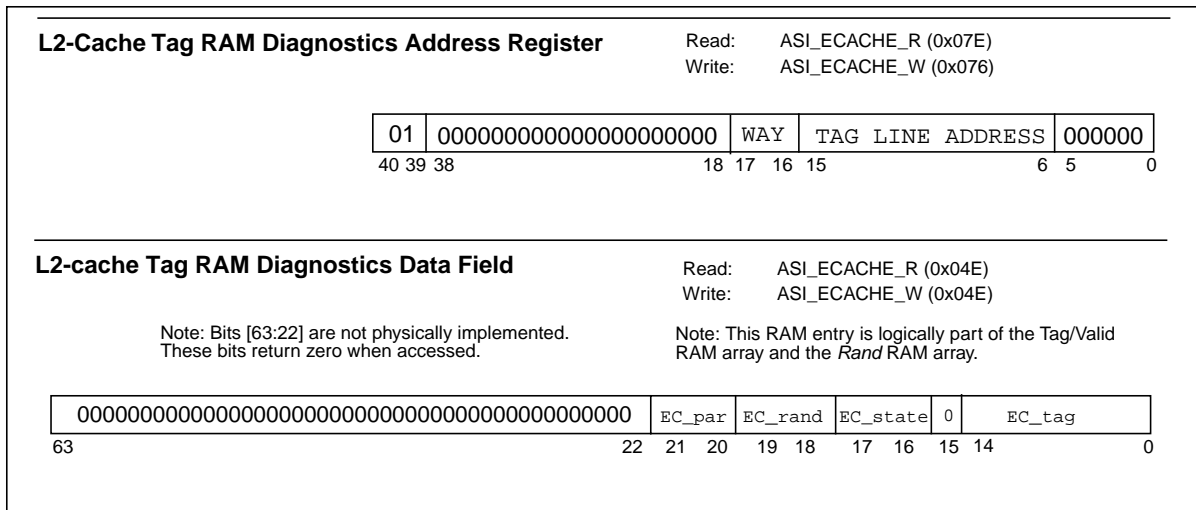 L2-Cache Tag RAM Diagnostics Address Register
Read: ASI_ECACHE_R (0x07E)
Write: ASI_ECACHE_W (0x076)
01 000000000000000000000 WAY TAG LINE ADDRESS 000000
40 39 38 18 17 16 15 6 5 0
L2-cache Tag RAM Diagnostics Data Field
Read: ASI_ECACHE_R (0x04E)
Write: ASI_ECACHE_W (0x04E)
Note: Bits [63:22] are not physically implemented.
These bits return zero when accessed.
Note: This RAM entry is logically part of the Tag/Valid
RAM array and the Rand RAM array.
000000000000000000000000000000000000000000 EC_par EC_rand EC_state 0 EC_tag
63 22 21 20 19 18 17 16 15 14 0